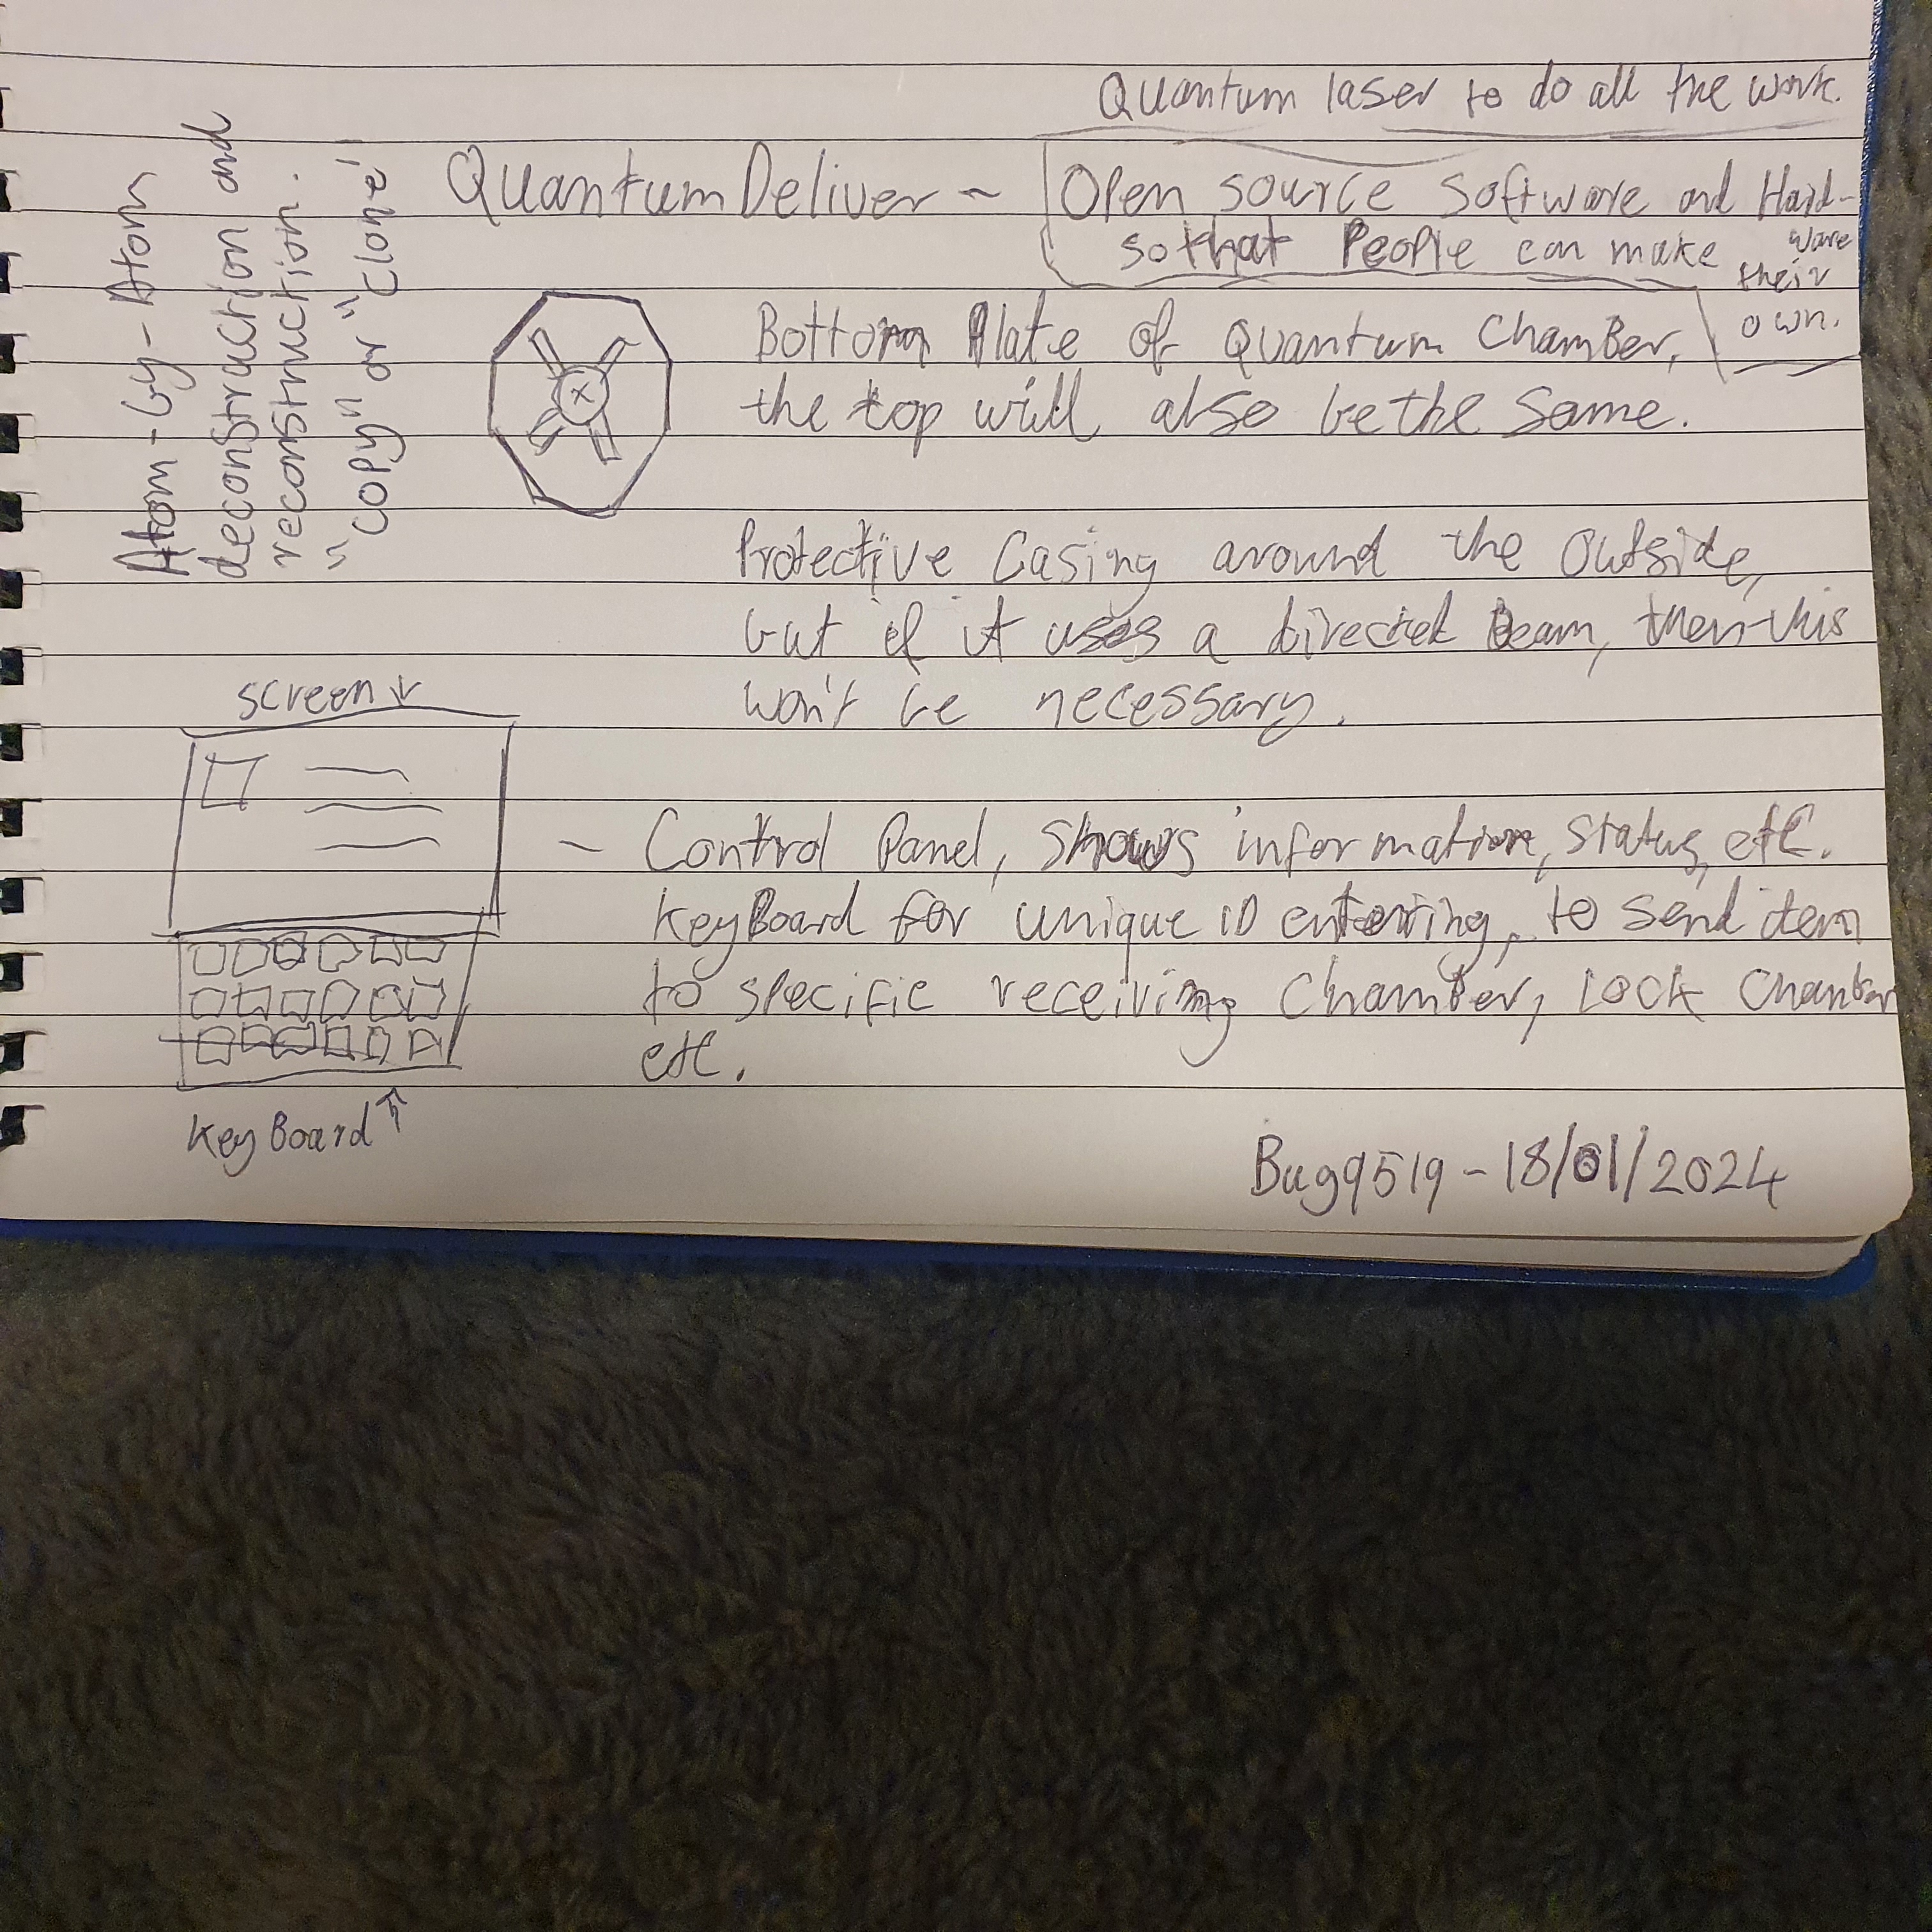 Quantum laser to do all the work.
QuantumDeliver ~ Open source software and Hard-
ware
so that People can make their
own.
Atom-by-Atom
deconstruction and
reconstruction.
"copy" or "clone"
Bottom Plate of Quantum Chamber,
the top will also be the same.
Protective Casing around the Outside,
but if it uses a directed beam, then this
won't be necessary.
screen ↓
~ Control Panel, shows information, status, etc.
KeyBoard for unique ID entering, to send item
to specific receiving Chamber, lock Chamber
etc.
KeyBoard ↑
Bug9519 - 18/01/2024